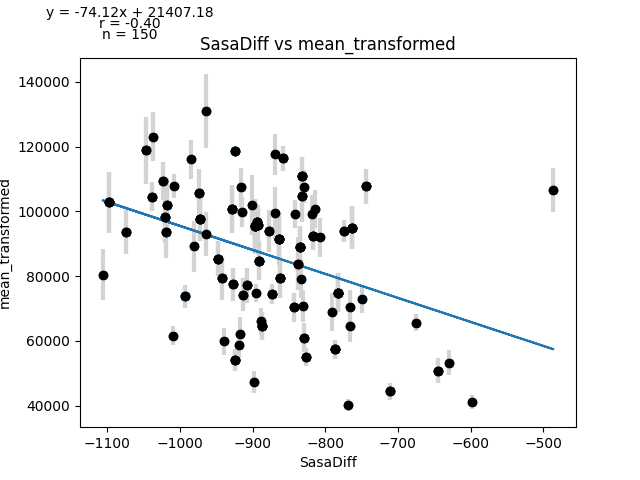 y = -74.12x + 21407.18
r = -0.40
n = 150
SasaDiff vs mean_transformed
140000
120000
100000
80000
60000
40000
mean_transformed
−1100 −1000 −900 −800 −700 −600 −500
SasaDiff